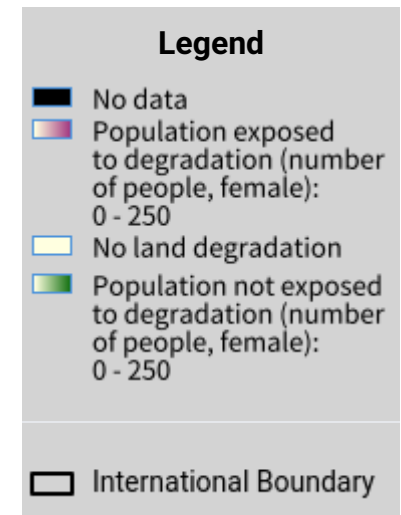 Legend
No data
Population exposed
to degradation (number
of people, female):
0 - 250
No land degradation
Population not exposed
to degradation (number
of people, female):
0 - 250
International Boundary